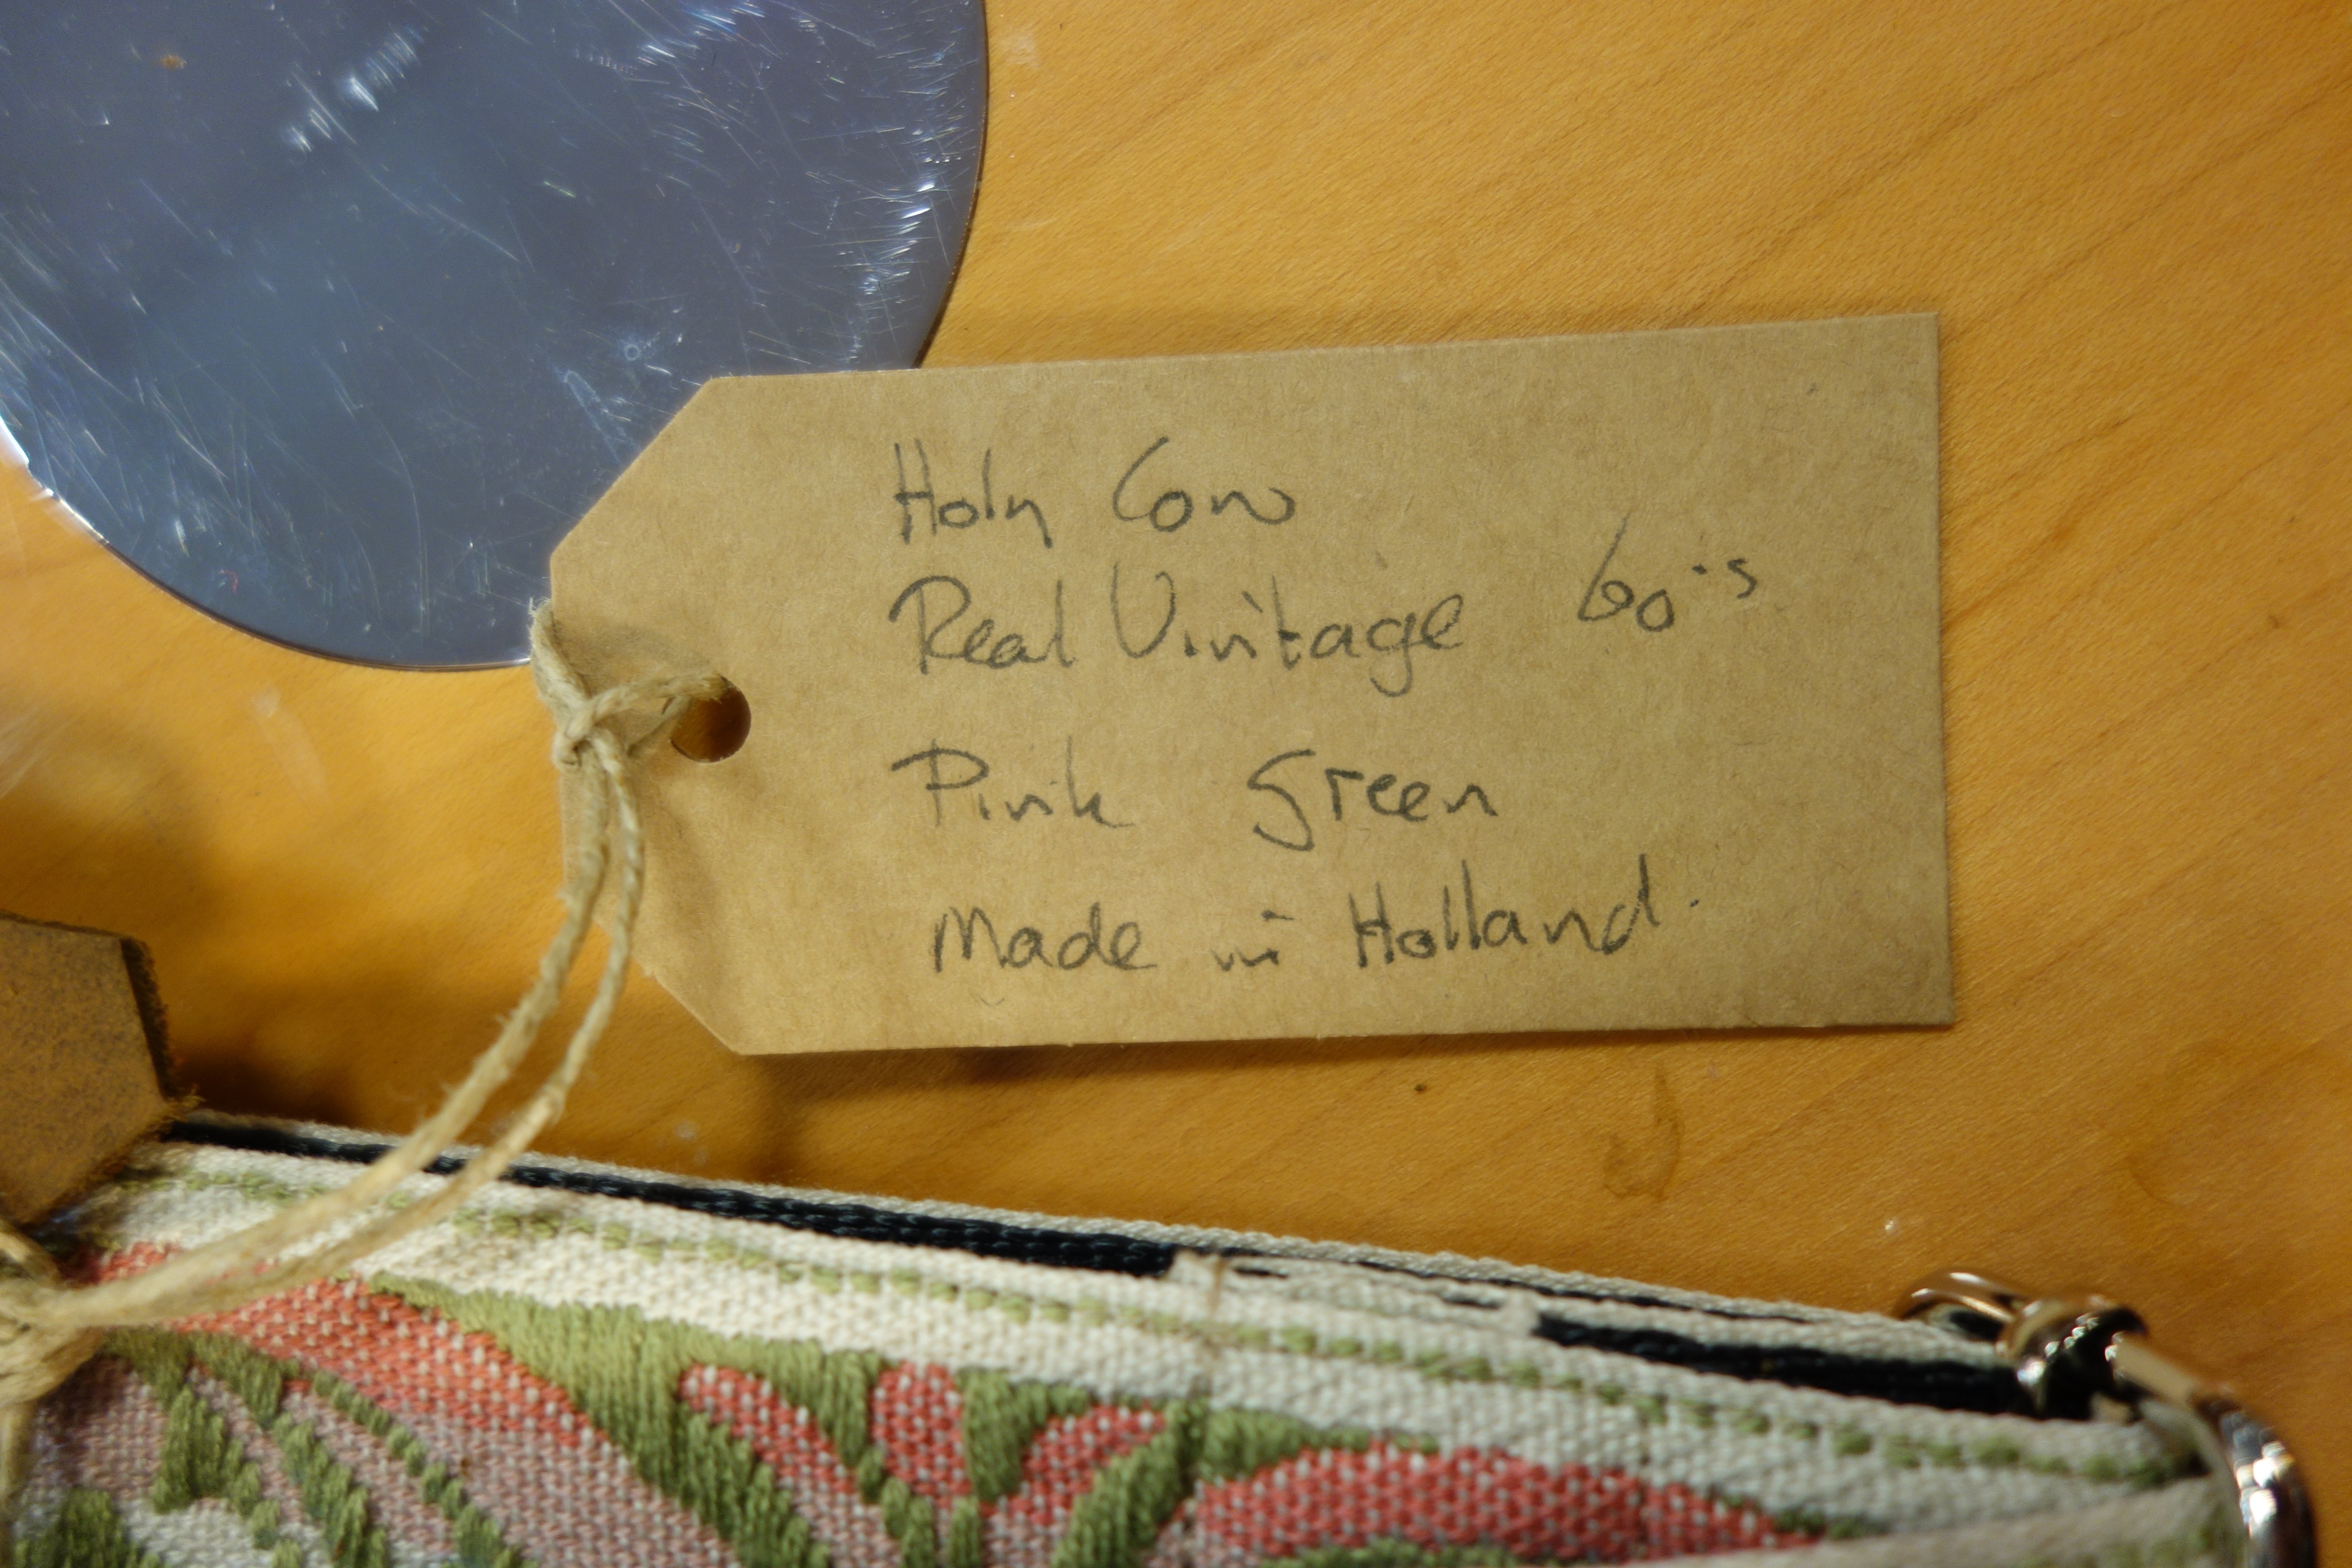 Holy Cow
Real Vintage 60's
Pink Green
Made in Holland.